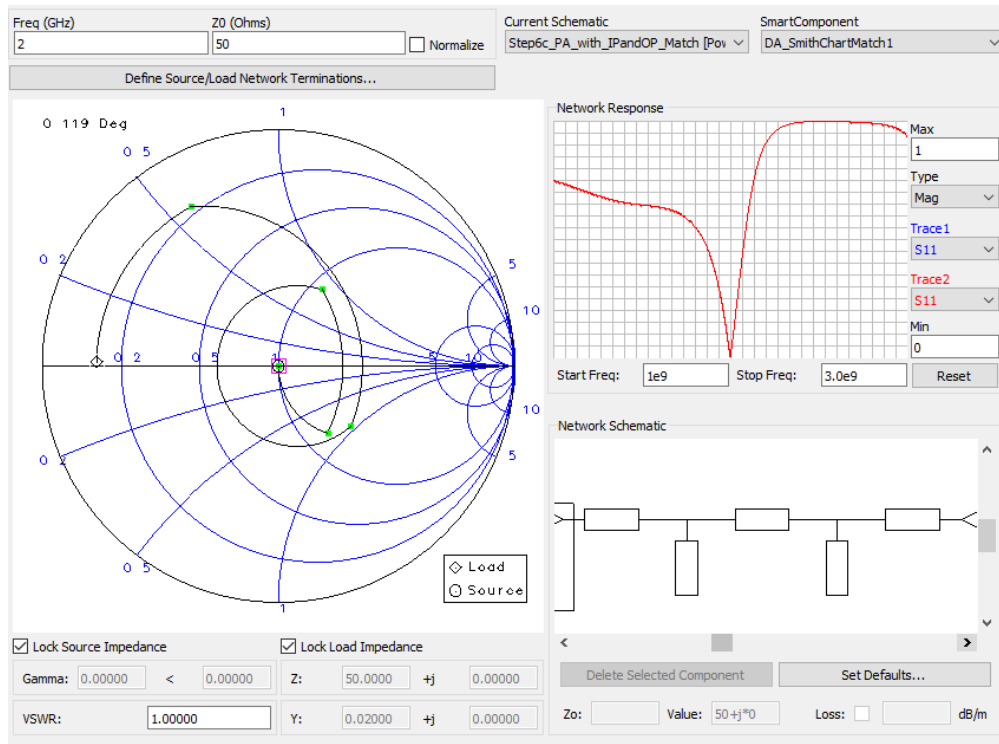 Freq (GHz) Z0 (Ohms) Current Schematic SmartComponent
2 50 Normalize Step6c_PA_with_IPandOP_Match [Pov DA_SmithChartMatch1
Define Source/Load Network Terminations...
0 119 Deg
1
0 5
0 2
5
10
0 2 0 5 1 5 10
10
5
0 2
0 5
1
Load
Source
Network Response
Max
1
Type
Mag
Trace1
S11
Trace2
S11
Min
0
Start Freq: 1e9 Stop Freq: 3.0e9 Reset
Network Schematic
Lock Source Impedance Lock Load Impedance
Gamma: 0.00000 < 0.00000 Z: 50.0000 +j 0.00000
VSWR: 1.00000 Y: 0.02000 +j 0.00000
Delete Selected Component Set Defaults...
Zo: Value: 50+j*0 Loss: dB/m